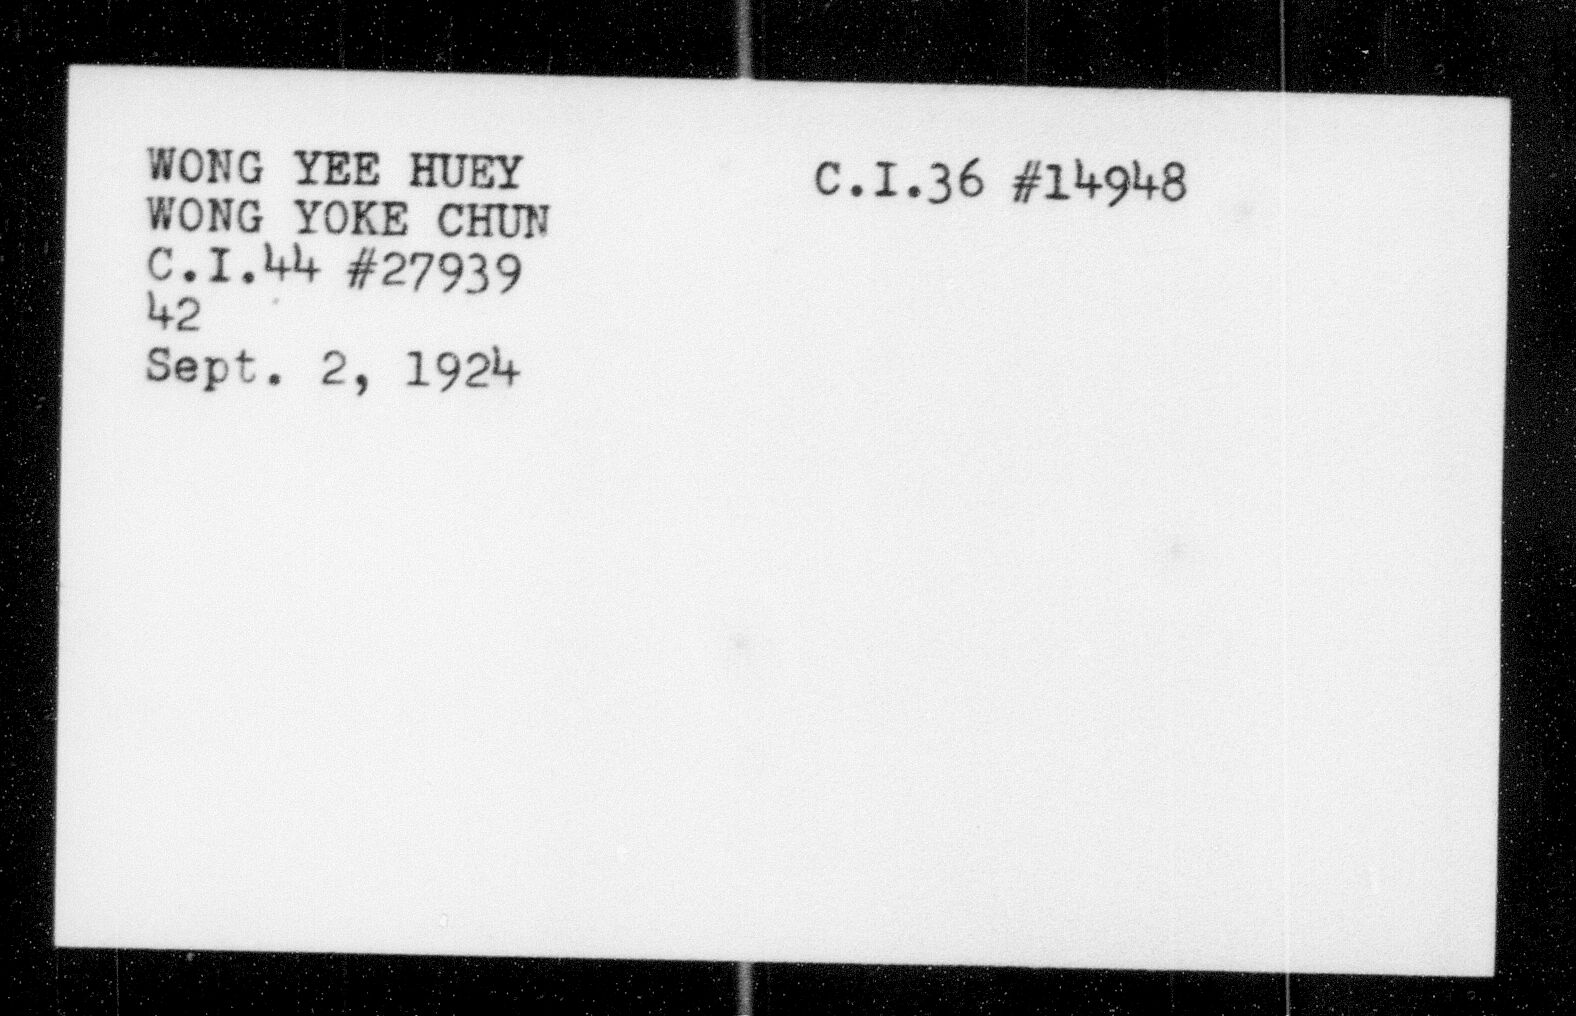 WONG YEE HUEY C.I.36 #14948
WONG YOKE CHUN
C.I.44 #27939
42
Sept. 2, 1924